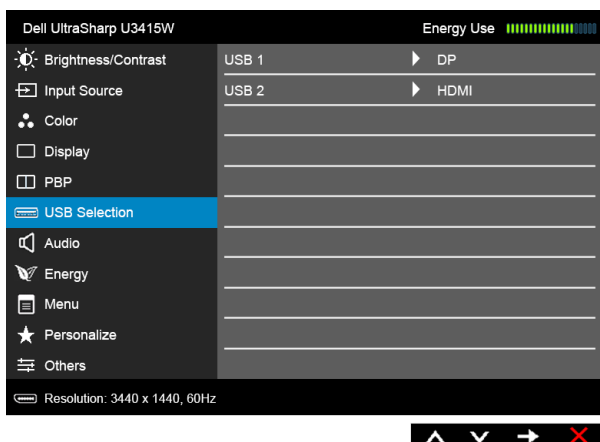 Dell UltraSharp U3415W Energy Use
Brightness/Contrast USB 1 DP
Input Source USB 2 HDMI
Color
Display
PBP
USB Selection
Audio
Energy
Menu
Personalize
Others
Resolution: 3440 x 1440, 60Hz